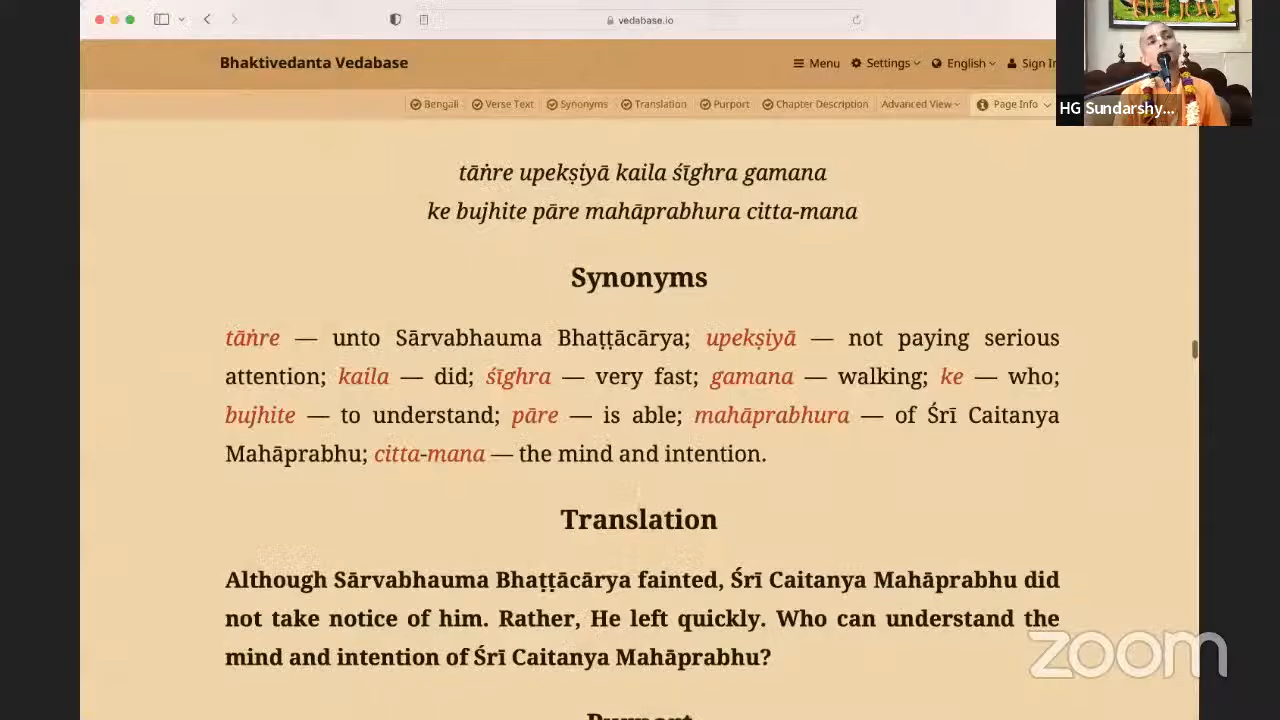 vedabase.io
Bhaktivedanta Vedabase
Menu Settings English Sign In
Bengali Verse Text Synonyms Translation Purport Chapter Description Advanced View Page Info
HG Sundarshy...
tāṅre upekṣiyā kaila śīghra gamana
ke bujhite pāre mahāprabhura citta-mana
Synonyms
tāṅre — unto Sārvabhauma Bhaṭṭācārya; upekṣiyā — not paying serious
attention; kaila — did; śīghra — very fast; gamana — walking; ke — who;
bujhite — to understand; pāre — is able; mahāprabhura — of Śrī Caitanya
Mahāprabhu; citta-mana — the mind and intention.
Translation
Although Sārvabhauma Bhaṭṭācārya fainted, Śrī Caitanya Mahāprabhu did
not take notice of him. Rather, He left quickly. Who can understand the
mind and intention of Śrī Caitanya Mahāprabhu?
zoom
Purport